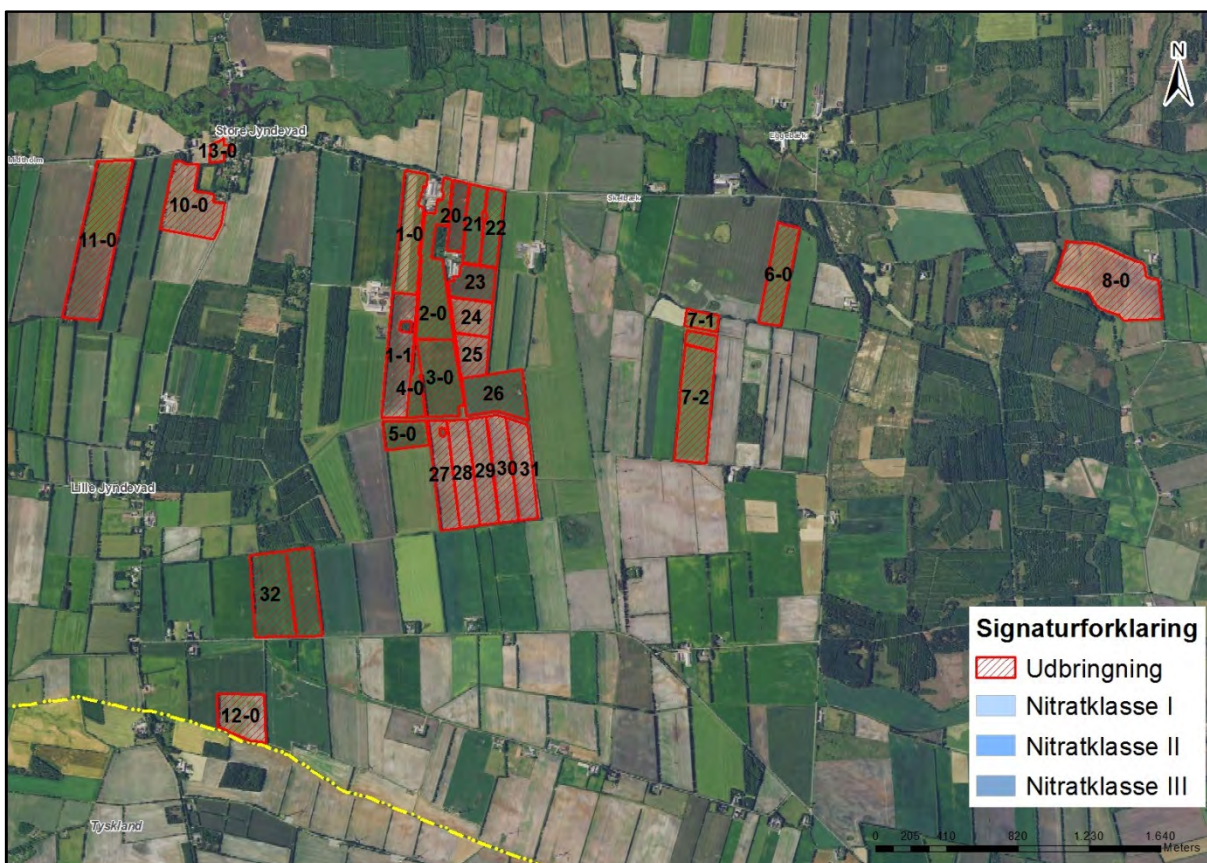 N
Store Jyndevad
13-0
Eggebæk
11-0
10-0
Skelbæk
1-0
20
21
22
23
2-0
24
25
1-1
4-0
3-0
26
5-0
27
28
29
30
31
6-0
7-1
7-2
8-0
Lille Jyndevad
32
12-0
Tyskland
Signaturforklaring
Udbringning
Nitratklasse I
Nitratklasse II
Nitratklasse III
0 205 410 820 1.230 1.640
Meters